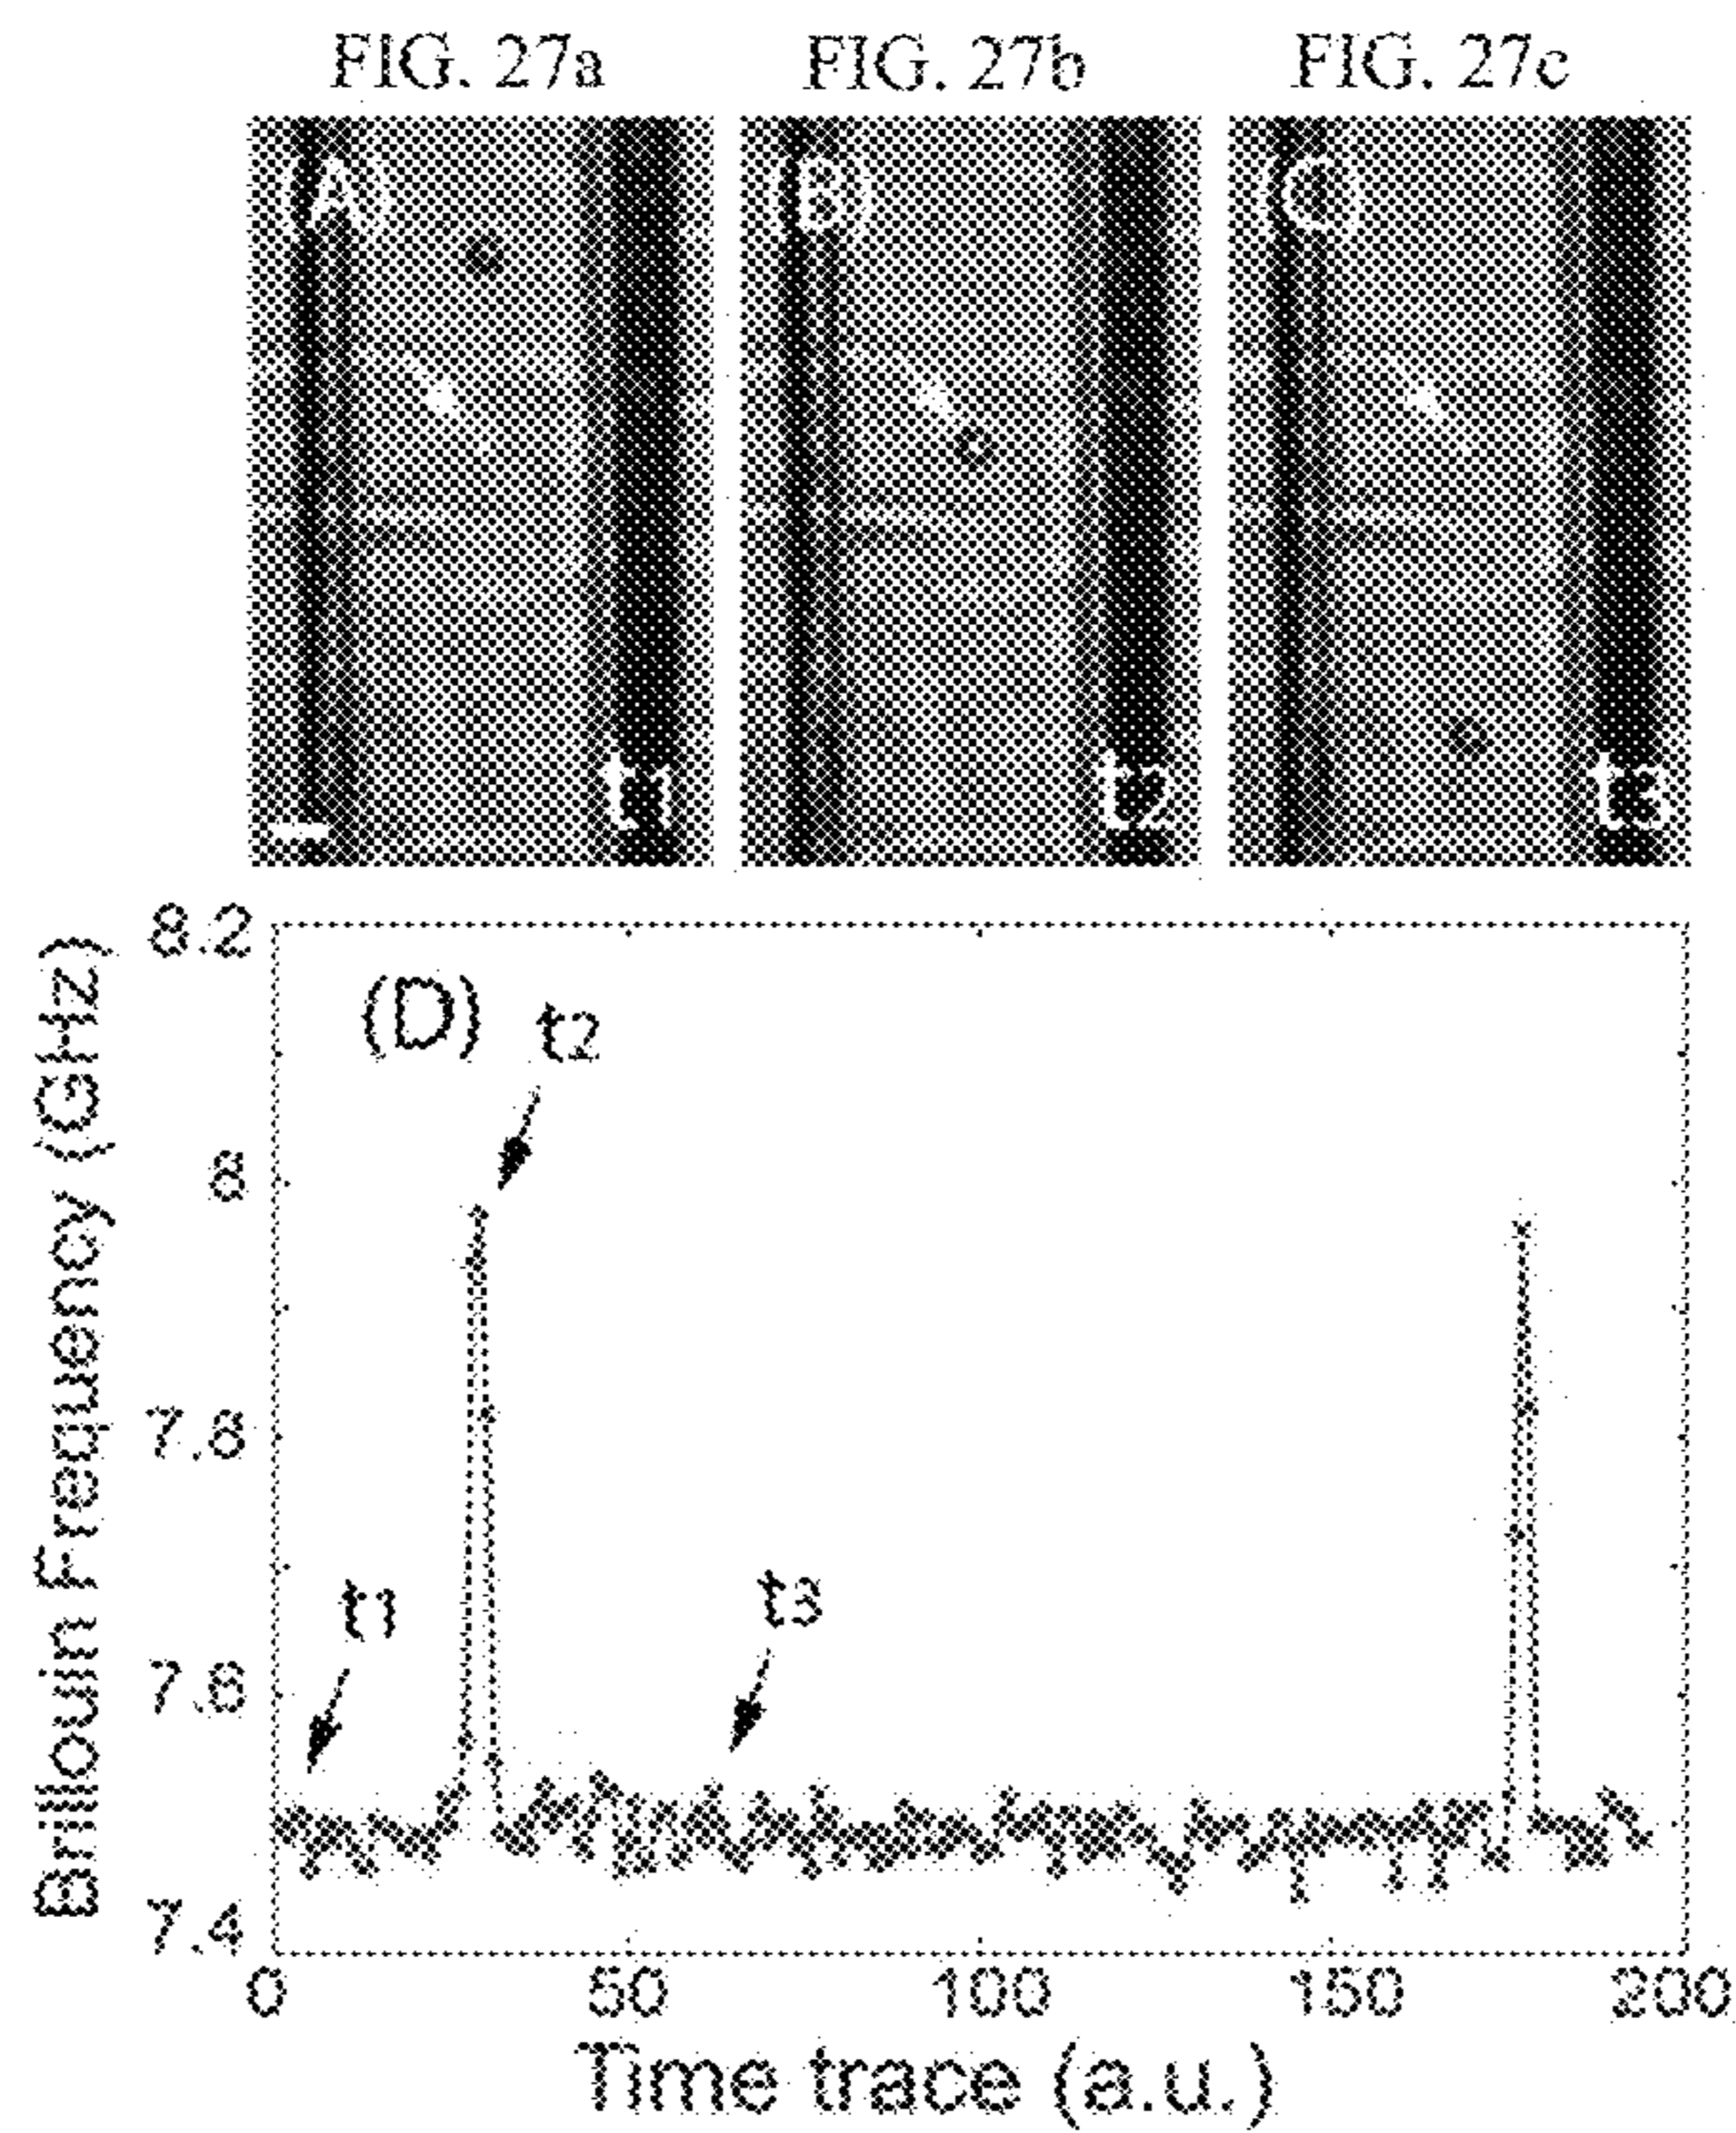 FIG. 27a
FIG. 27b
FIG. 27c
(A)
(B)
(C)
t1
t2
t3
8.2
8
7.8
7.6
7.4
Brillouin Frequency (GHz)
(D)
t2
t1
t3
0 50 100 150 200
Time trace (a.u.)